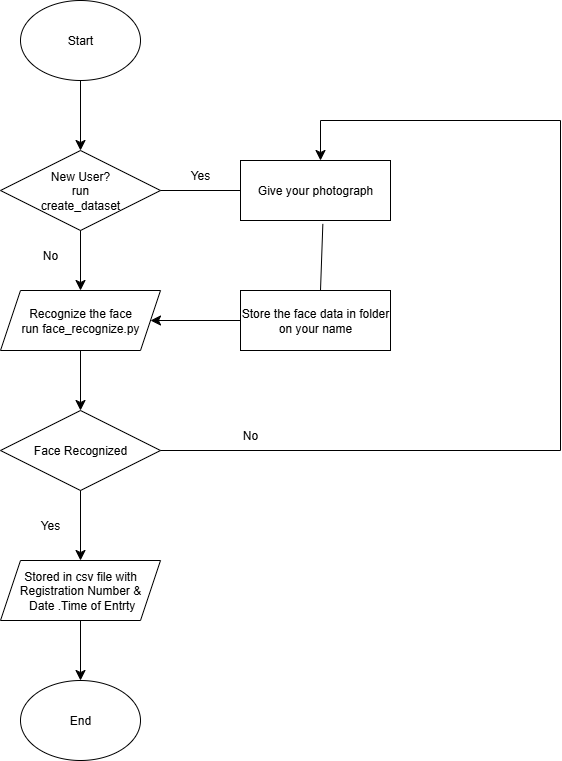 Start
New User?
run
create_dataset
Yes
Give your photograph
No
Recognize the face
run face_recognize.py
Store the face data in folder
on your name
Face Recognized
No
Yes
Stored in csv file with
Registration Number &
Date .Time of Entrty
End